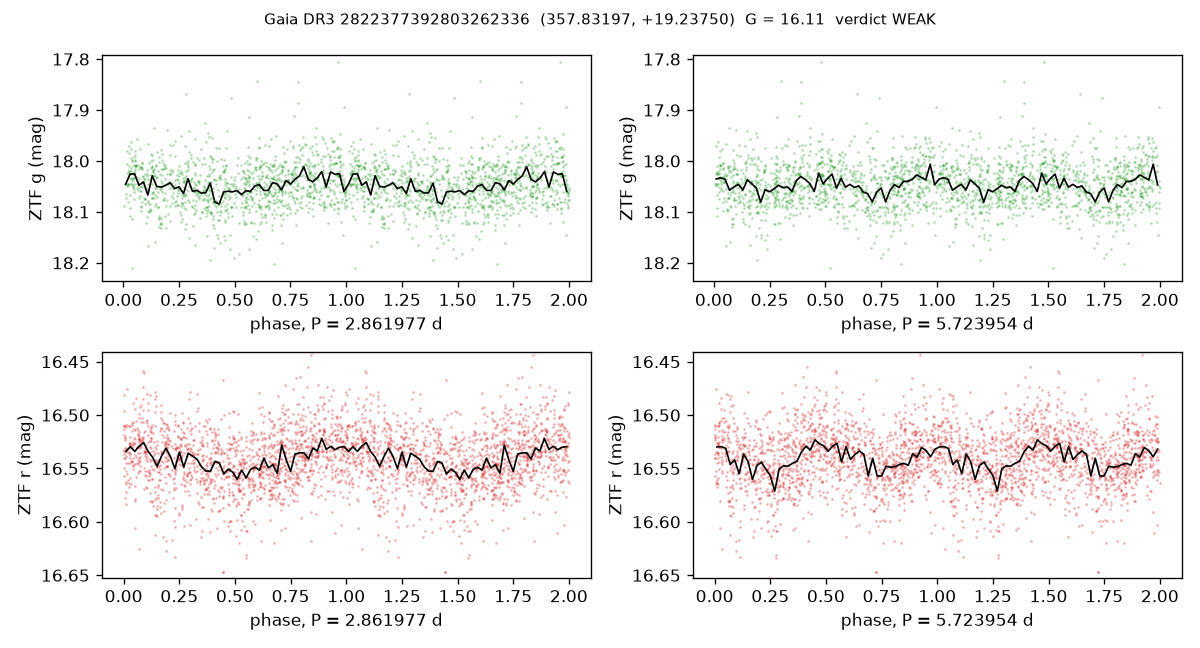 Gaia DR3 2822377392803262336 (357.83197, +19.23750) G = 16.11 verdict WEAK
17.8
17.9
18.0
18.1
18.2
ZTF g (mag)
0.00 0.25 0.50 0.75 1.00 1.25 1.50 1.75 2.00
phase, P = 2.861977 d
17.8
17.9
18.0
18.1
18.2
ZTF g (mag)
0.00 0.25 0.50 0.75 1.00 1.25 1.50 1.75 2.00
phase, P = 5.723954 d
16.45
16.50
16.55
16.60
16.65
ZTF r (mag)
0.00 0.25 0.50 0.75 1.00 1.25 1.50 1.75 2.00
phase, P = 2.861977 d
16.45
16.50
16.55
16.60
16.65
ZTF r (mag)
0.00 0.25 0.50 0.75 1.00 1.25 1.50 1.75 2.00
phase, P = 5.723954 d